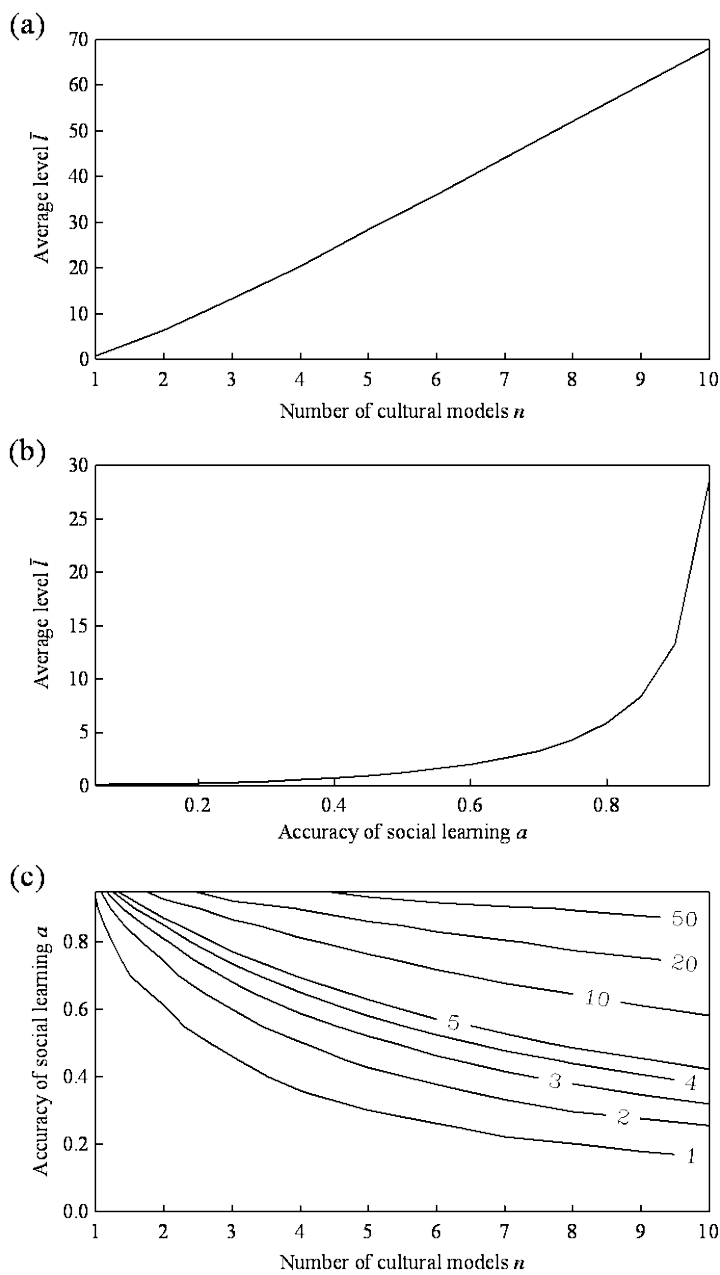 (a)
70
60
50
40
30
20
10
0
Average level l̄
1 2 3 4 5 6 7 8 9 10
Number of cultural models n
(b)
30
25
20
15
10
5
0
Average level l̄
0.2 0.4 0.6 0.8
Accuracy of social learning a
(c)
0.8
0.6
0.4
0.2
0.0
Accuracy of social learning a
50
20
10
5
4
3
2
1
1 2 3 4 5 6 7 8 9 10
Number of cultural models n